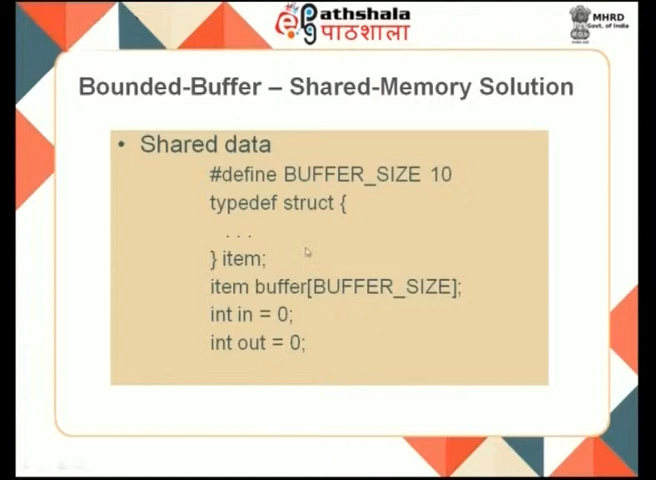 ePathshala
पाठशाला
MHRD
Govt. of India
Bounded-Buffer – Shared-Memory Solution
• Shared data
#define BUFFER_SIZE 10
typedef struct {
. . .
} item;
item buffer[BUFFER_SIZE];
int in = 0;
int out = 0;